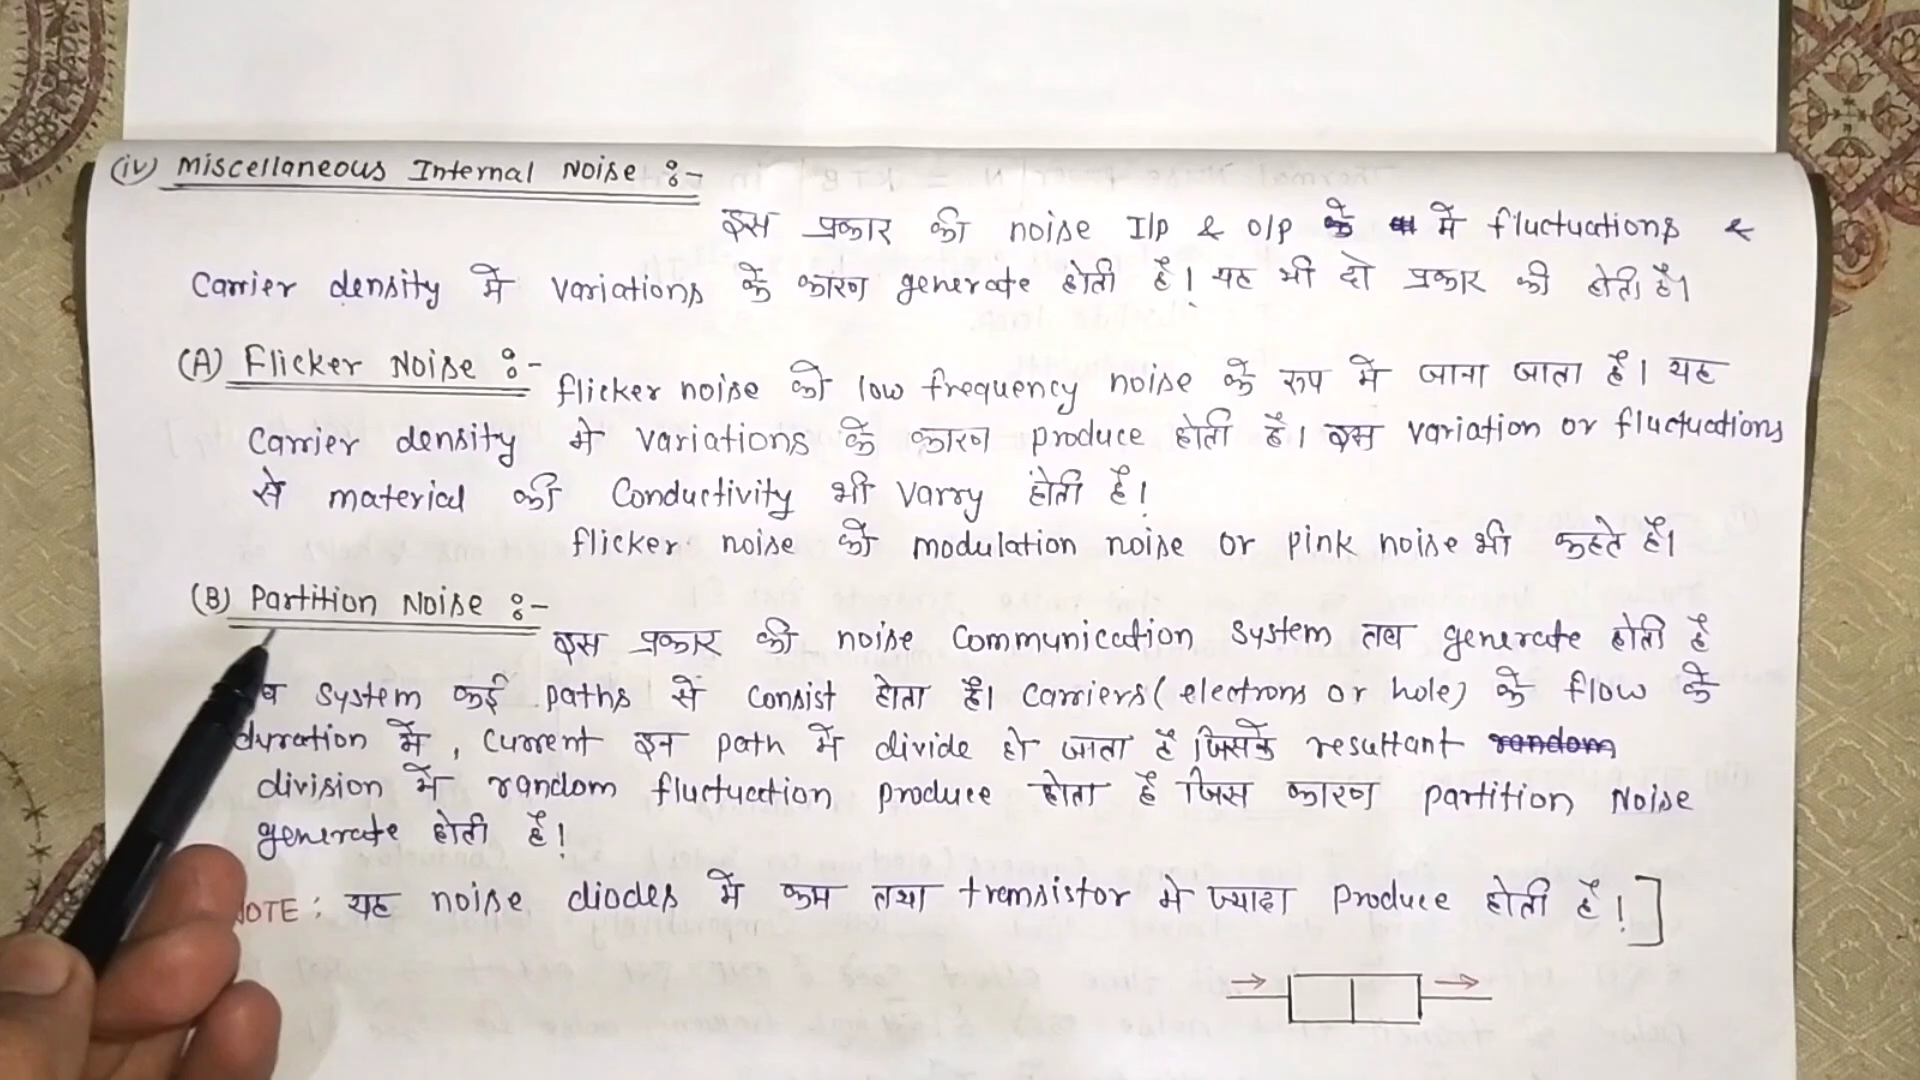 (iv) Miscellaneous Internal Noise :-
इस प्रकार की noise I/p & o/p के में fluctuations &
Carrier density में variations के कारण generate होती है। यह भी दो प्रकार की होती है।
(A) Flicker Noise :-
flicker noise को low frequency noise के रूप में जाना जाता है। यह
Carrier density में variations के कारण produce होती है। इस variation or fluctuations
से material की Conductivity भी varry होती है।
flicker noise को modulation noise or pink noise भी कहते है।
(B) Partition Noise :-
इस प्रकार की noise Communication System तब generate होती है
ब System कई paths से consist होता है। Carriers (electrons or hole) के flow के
duration में, Current इन path में divide हो जाता है जिसके resultant random
division में random fluctuation produce होता है जिस कारण partition Noise
generate होती है।
OTE : यह noise diodes में कम तथा transistor मे ज्यादा produce होती है।]